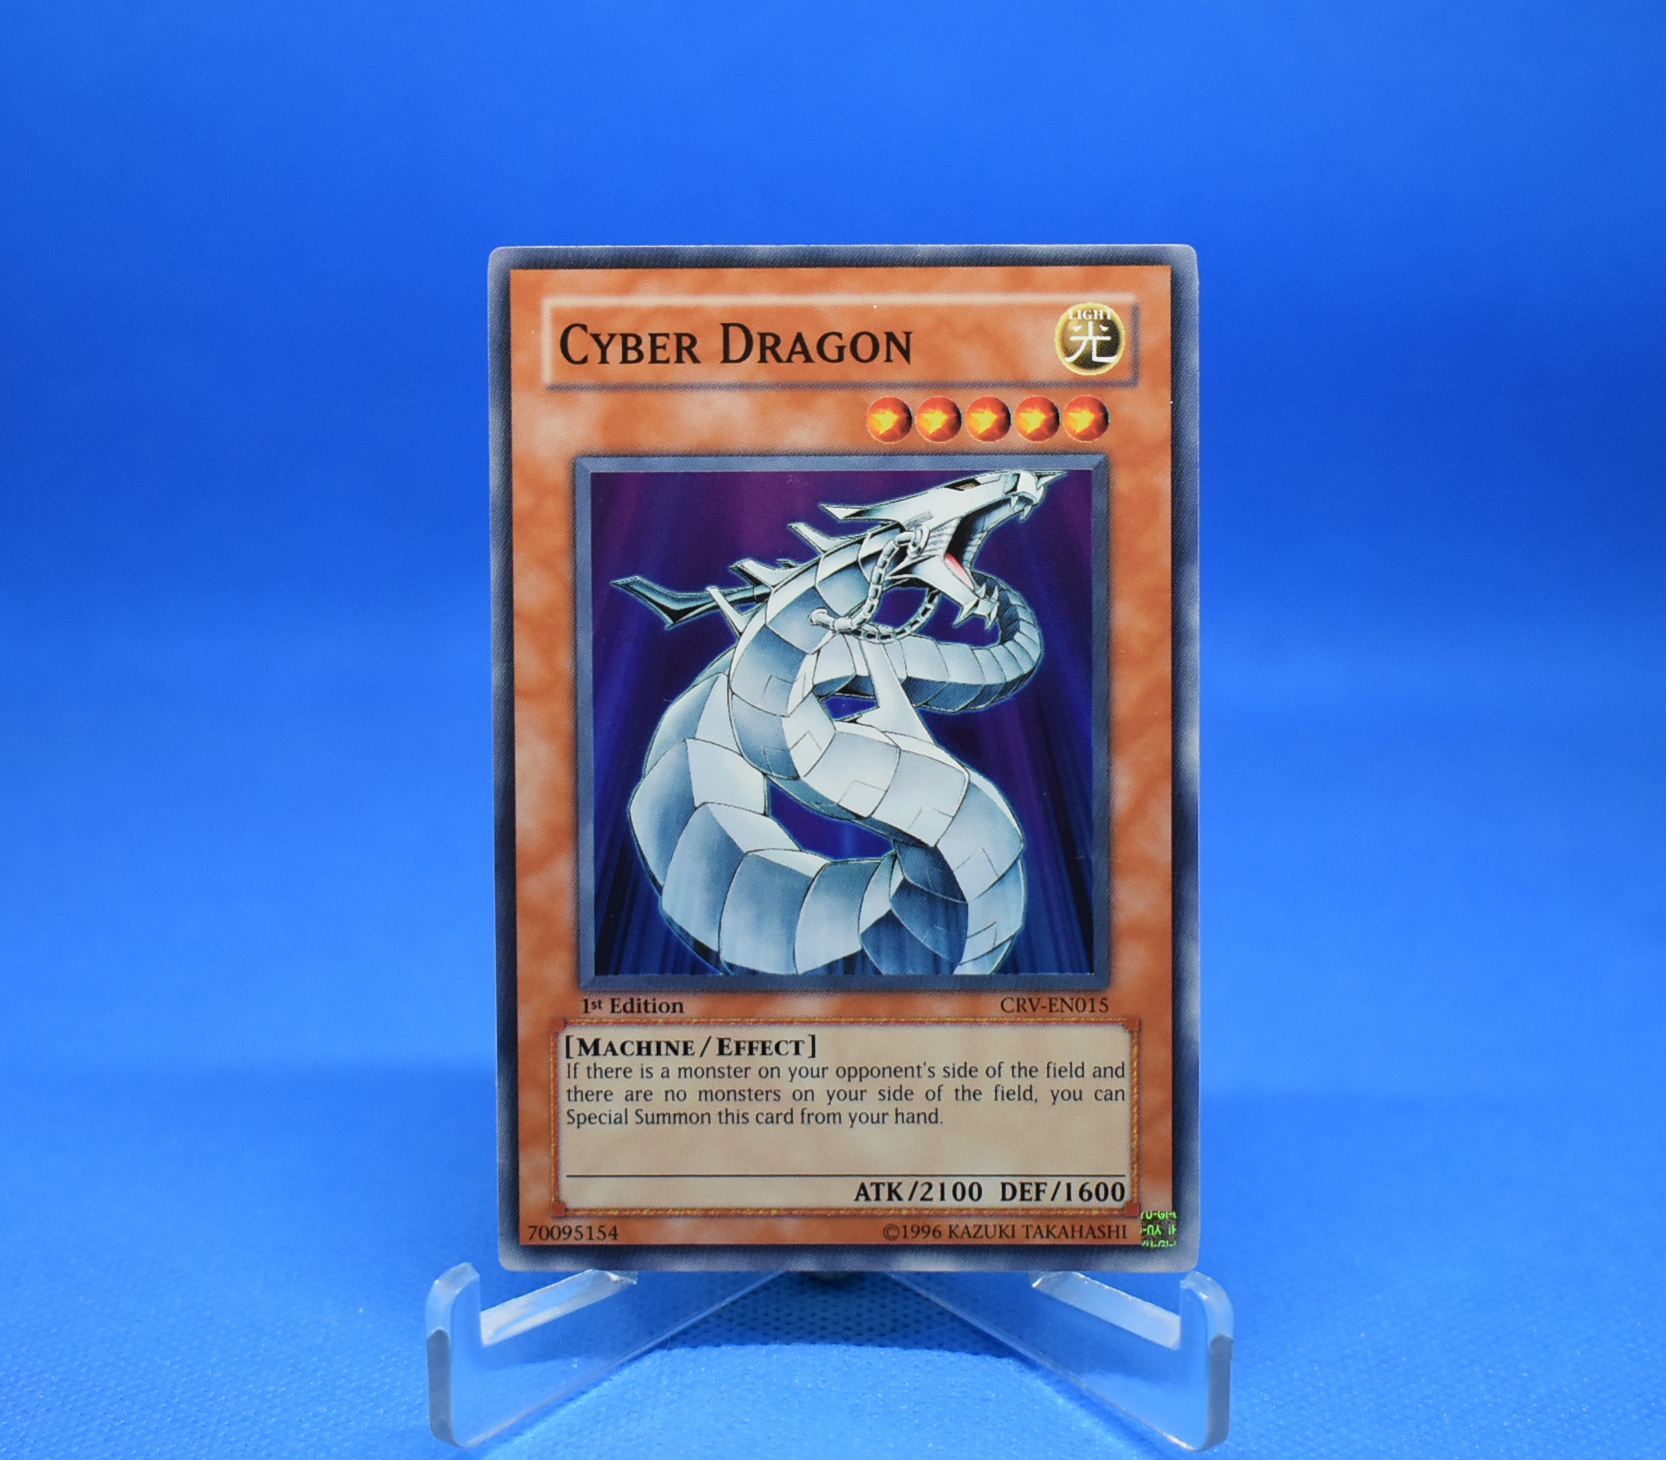 CYBER DRAGON
LIGHT
光
1st Edition
CRV-EN015
[MACHINE/EFFECT]
If there is a monster on your opponent's side of the field and
there are no monsters on your side of the field, you can
Special Summon this card from your hand.
ATK/2100 DEF/1600
70095154
©1996 KAZUKI TAKAHASHI